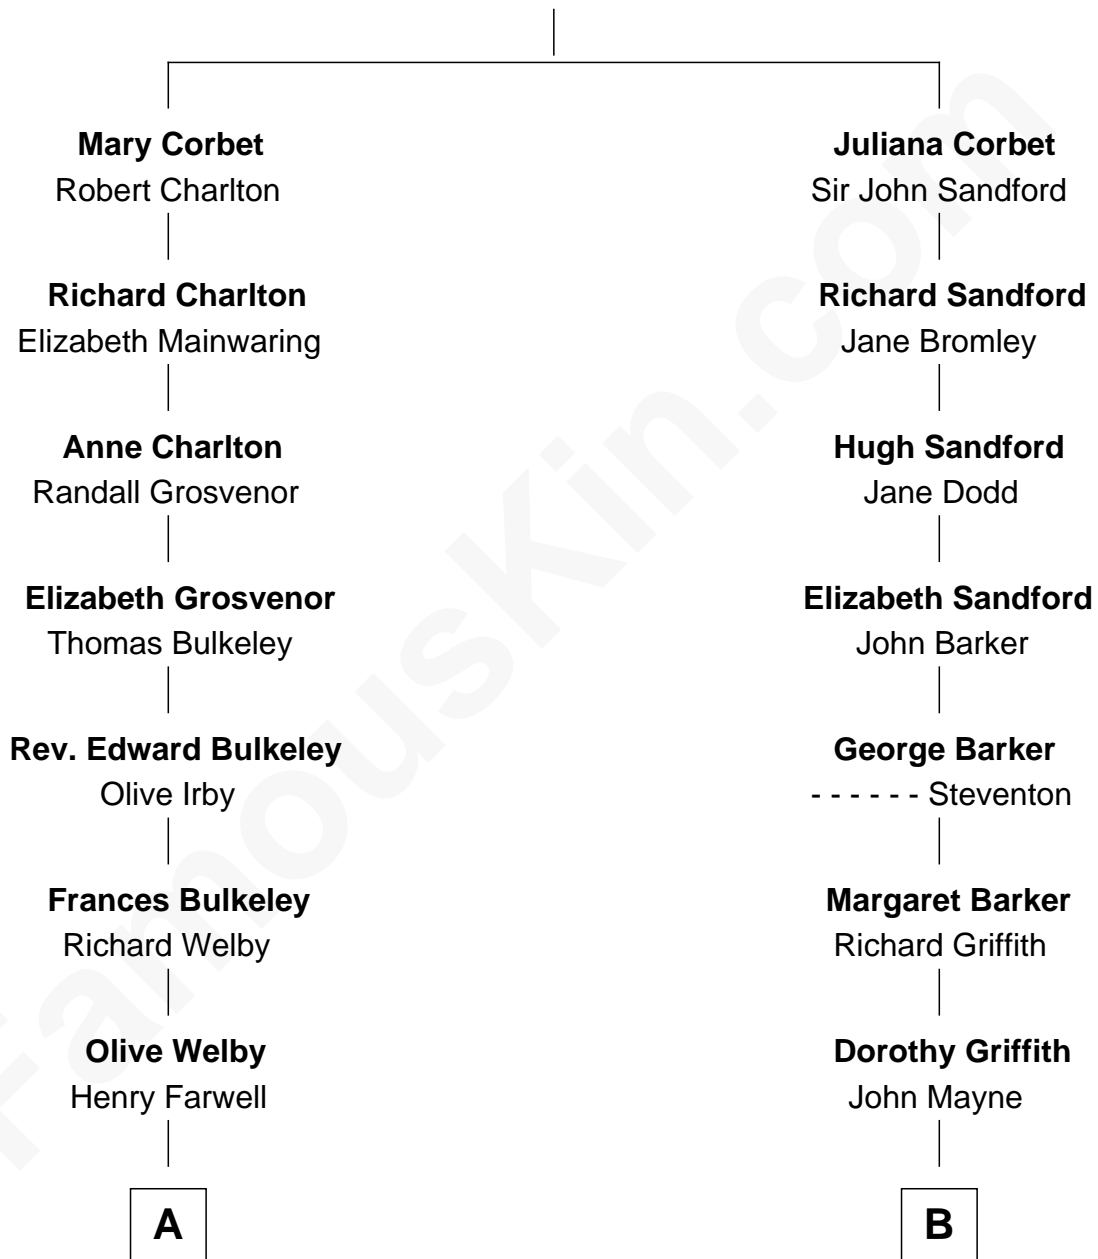 Mary Corbet
Robert Charlton
Richard Charlton
Elizabeth Mainwaring
Anne Charlton
Randall Grosvenor
Elizabeth Grosvenor
Thomas Bulkeley
Rev. Edward Bulkeley
Olive Irby
Frances Bulkeley
Richard Welby
Olive Welby
Henry Farwell
A
Juliana Corbet
Sir John Sandford
Richard Sandford
Jane Bromley
Hugh Sandford
Jane Dodd
Elizabeth Sandford
John Barker
George Barker
- - - - - - Steventon
Margaret Barker
Richard Griffith
Dorothy Griffith
John Mayne
B
FamousKin.com